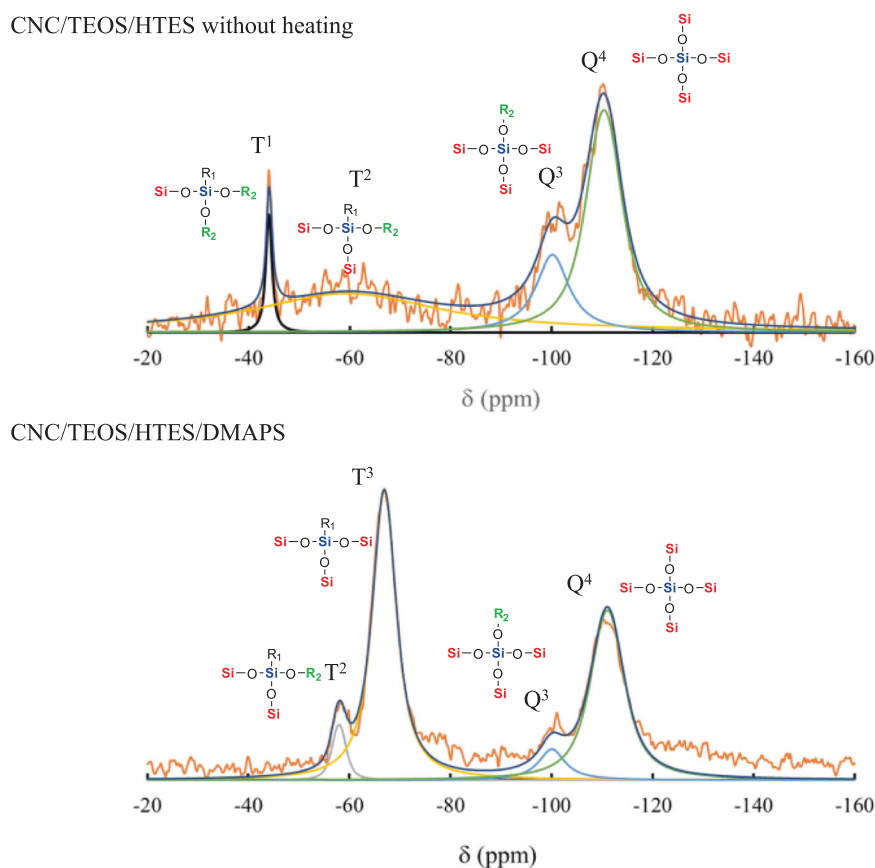 CNC/TEOS/HTES without heating
Si
O
Si—O—Si—O—Si
O
Si
Q⁴
R₂
O
Si—O—Si—O—Si
O
Si
Q³
T¹
R₁
Si—O—Si—O—R₂
O
R₂
T²
R₁
Si—O—Si—O—R₂
O
Si
-20 -40 -60 -80 -100 -120 -140 -160
δ (ppm)
CNC/TEOS/HTES/DMAPS
T³
R₁
Si—O—Si—O—Si
O
Si
T²
R₁
Si—O—Si—O—R₂
O
Si
Q⁴
Si
O
Si—O—Si—O—Si
O
Si
R₂
O
Si—O—Si—O—Si
O
Si
Q³
-20 -40 -60 -80 -100 -120 -140 -160
δ (ppm)